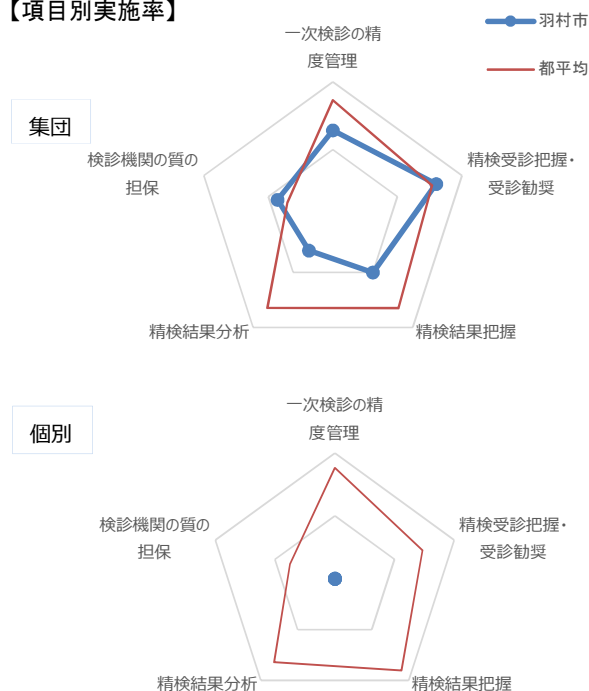 【項目別実施率】
羽村市
都平均
集団
一次検診の精
度管理
精検受診把握・
受診勧奨
精検結果把握
精検結果分析
検診機関の質の
担保
個別
一次検診の精
度管理
精検受診把握・
受診勧奨
精検結果把握
精検結果分析
検診機関の質の
担保